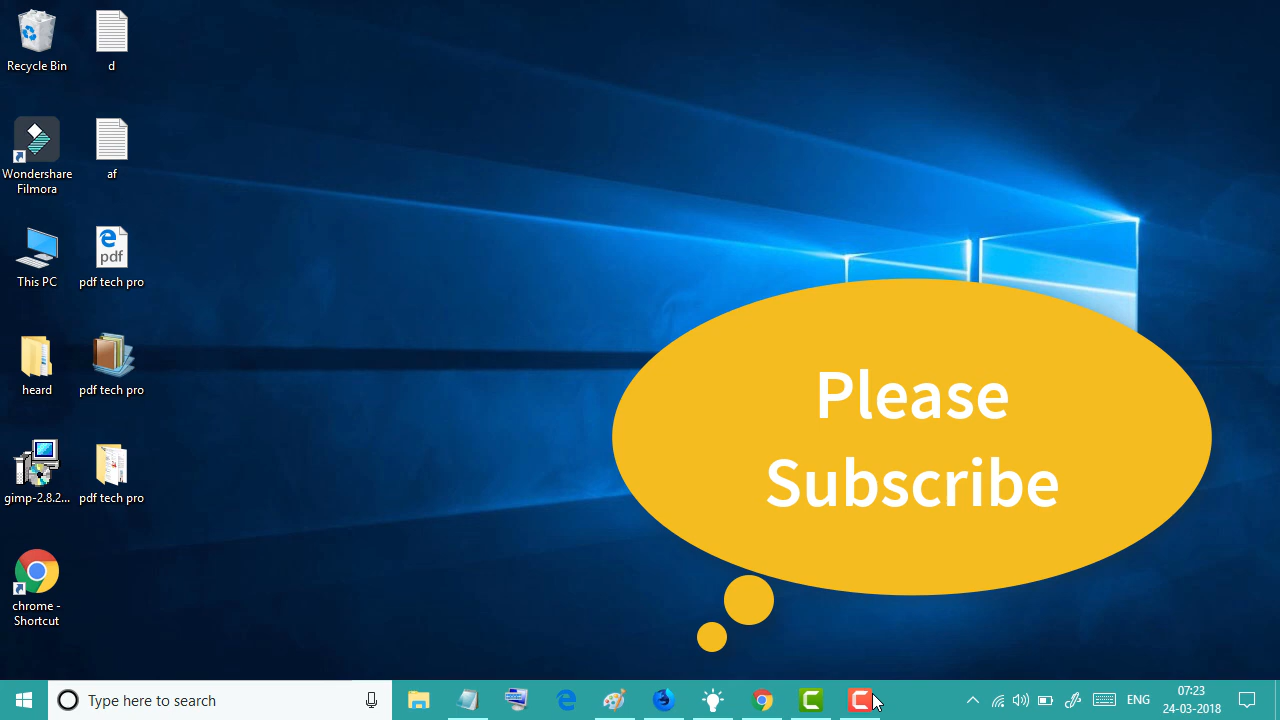 Recycle Bin
d
Wondershare
Filmora
af
This PC
pdf
pdf tech pro
heard
pdf tech pro
gimp-2.8.2...
pdf tech pro
chrome -
Shortcut
Please
Subscribe
Type here to search
ENG
07:23
24-03-2018